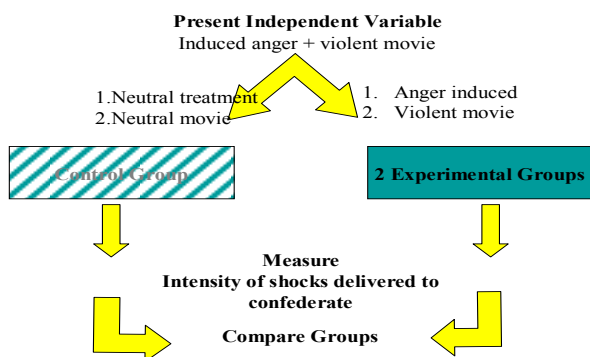 Present Independent Variable
Induced anger + violent movie
1.Neutral treatment
2.Neutral movie
1. Anger induced
2. Violent movie
Control Group
2 Experimental Groups
Measure
Intensity of shocks delivered to
confederate
Compare Groups